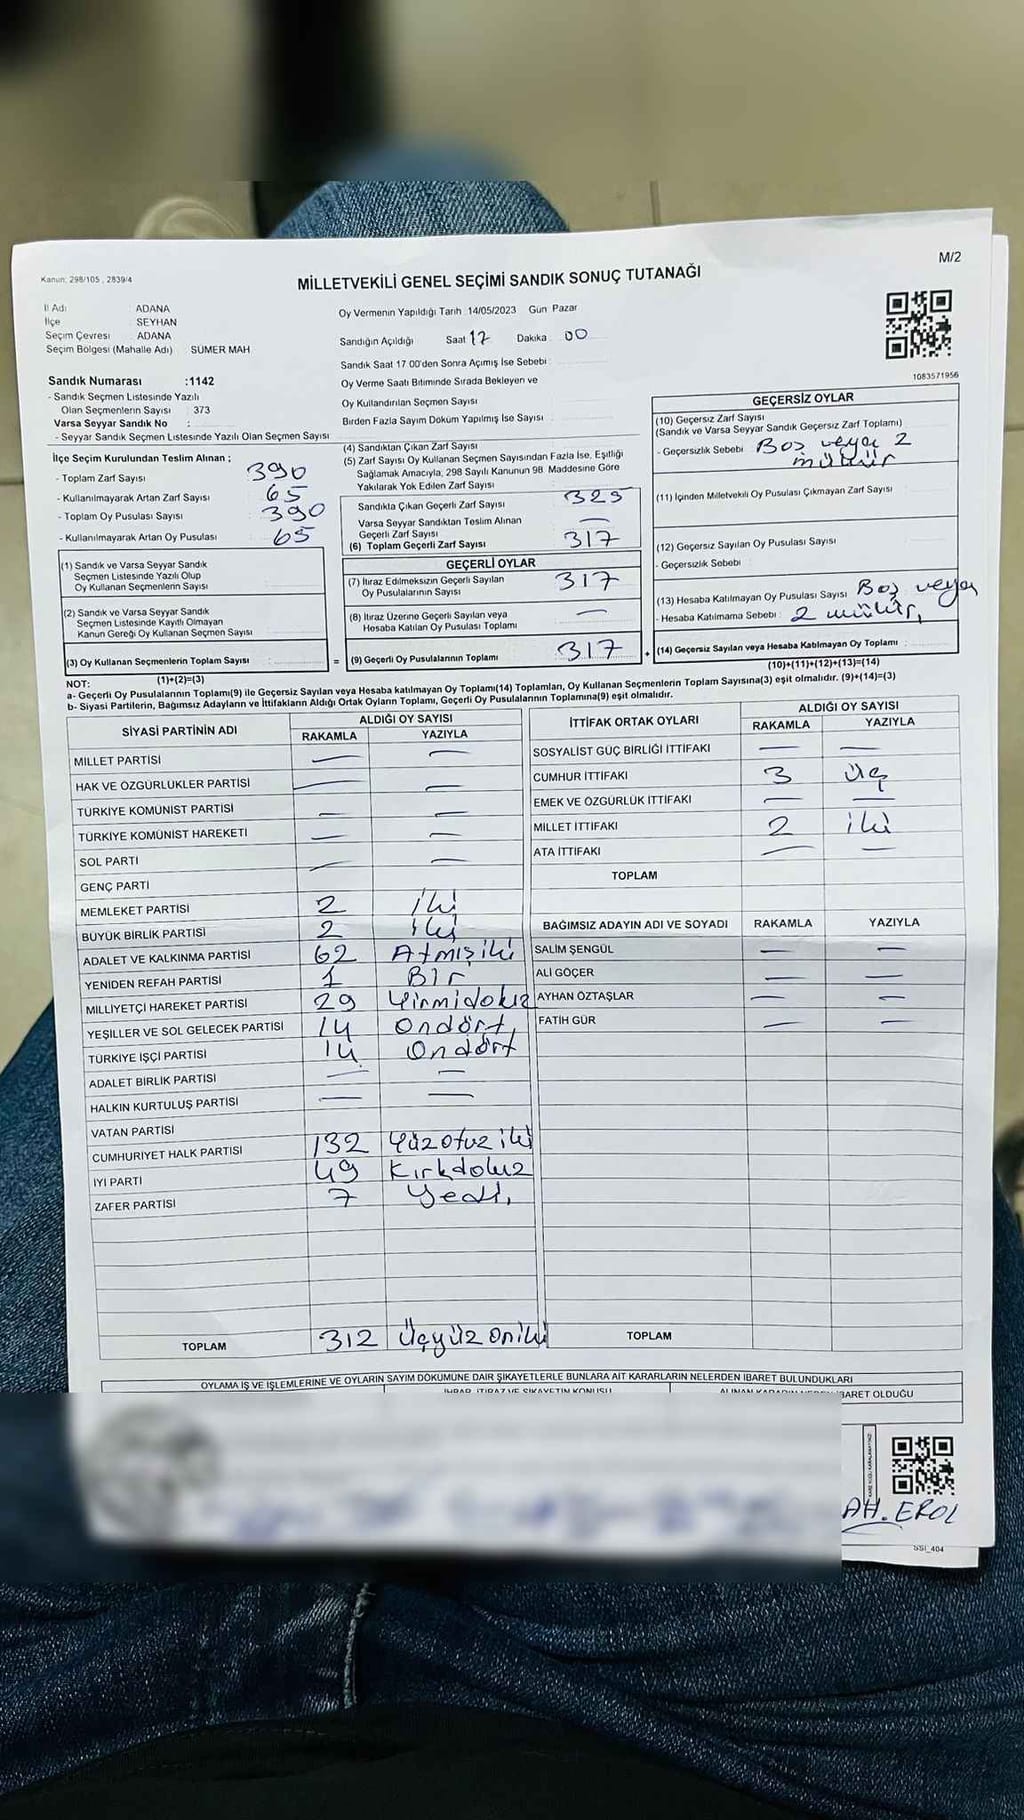 M/2
Kanun: 298/105 , 2839/4
MİLLETVEKİLİ GENEL SEÇİMİ SANDIK SONUÇ TUTANAĞI
İl Adı ADANA
İlçe SEYHAN
Seçim Çevresi ADANA
Seçim Bölgesi (Mahalle Adı) SÜMER MAH
Oy Vermenin Yapıldığı Tarih 14/05/2023 Gün Pazar
Sandığın Açıldığı Saat 17 Dakika 00
Sandık Saat 17 00'den Sonra Açımış İse Sebebi
Oy Verme Saati Bitiminde Sırada Bekleyen ve
Oy Kullandırılan Seçmen Sayısı
Birden Fazla Sayım Döküm Yapılmış İse Sayısı
1083571956
Sandık Numarası :1142
- Sandık Seçmen Listesinde Yazılı
Olan Seçmenlerin Sayısı : 373
Varsa Seyyar Sandık No :
- Seyyar Sandık Seçmen Listesinde Yazılı Olan Seçmen Sayısı
İlçe Seçim Kurulundan Teslim Alınan ;
- Toplam Zarf Sayısı 390
- Kullanılmayarak Artan Zarf Sayısı 65
- Toplam Oy Pusulası Sayısı 390
- Kullanılmayarak Artan Oy Pusulası 65
(1) Sandık ve Varsa Seyyar Sandık
Seçmen Listesinde Yazılı Olup
Oy Kullanan Seçmenlerin Sayısı
(2) Sandık ve Varsa Seyyar Sandık
Seçmen Listesinde Kayıtlı Olmayan
Kanun Gereği Oy Kullanan Seçmen Sayısı
(3) Oy Kullanan Seçmenlerin Toplam Sayısı =
(1)+(2)=(3)
(4) Sandıktan Çıkan Zarf Sayısı
(5) Zarf Sayısı Oy Kullanan Seçmen Sayısından Fazla İse, Eşitliği
Sağlamak Amacıyla, 298 Sayılı Kanunun 98 Maddesine Göre
Yakılarak Yok Edilen Zarf Sayısı
Sandıkta Çıkan Geçerli Zarf Sayısı 325
Varsa Seyyar Sandıktan Teslim Alınan
Geçerli Zarf Sayısı —
(6) Toplam Geçerli Zarf Sayısı 317
GEÇERLİ OYLAR
(7) İtiraz Edilmeksizin Geçerli Sayılan
Oy Pusulalarının Sayısı 317
(8) İtiraz Üzerine Geçerli Sayılan veya
Hesaba Katılan Oy Pusulası Toplamı —
(9) Geçerli Oy Pusulalarının Toplamı 317 +
GEÇERSİZ OYLAR
(10) Geçersiz Zarf Sayısı
(Sandık ve Varsa Seyyar Sandık Geçersiz Zarf Toplamı)
- Geçersizlik Sebebi Boş veya 2
mühür
(11) İçinden Milletvekili Oy Pusulası Çıkmayan Zarf Sayısı
(12) Geçersiz Sayılan Oy Pusulası Sayısı
- Geçersizlik Sebebi
(13) Hesaba Katılmayan Oy Pusulası Sayısı Boş veya
- Hesaba Katılmama Sebebi : 2 mühür,
(14) Geçersiz Sayılan veya Hesaba Katılmayan Oy Toplamı
(10)+(11)+(12)+(13)=(14)
NOT:
a- Geçerli Oy Pusulalarının Toplamı(9) ile Geçersiz Sayılan veya Hesaba katılmayan Oy Toplamı(14) Toplamları, Oy Kullanan Seçmenlerin Toplam Sayısına(3) eşit olmalıdır. (9)+(14)=(3)
b- Siyasi Partilerin, Bağımsız Adayların ve İttifakların Aldığı Ortak Oyların Toplamı, Geçerli Oy Pusulalarının Toplamına(9) eşit olmalıdır.
SİYASİ PARTİNİN ADI ALDIĞI OY SAYISI
RAKAMLA YAZIYLA
MİLLET PARTİSİ — —
HAK VE ÖZGÜRLÜKLER PARTİSİ — —
TÜRKİYE KOMÜNİST PARTİSİ — —
TÜRKİYE KOMÜNİST HAREKETİ — —
SOL PARTİ — —
GENÇ PARTİ
MEMLEKET PARTİSİ 2 iki
BÜYÜK BİRLİK PARTİSİ 2 iki
ADALET VE KALKINMA PARTİSİ 62 Atmışiki
YENİDEN REFAH PARTİSİ 1 Bir
MİLLİYETÇİ HAREKET PARTİSİ 29 Yirmidokuz
YEŞİLLER VE SOL GELECEK PARTİSİ 14 Ondört,
TÜRKİYE İŞÇİ PARTİSİ 14 Ondört
ADALET BİRLİK PARTİSİ — —
HALKIN KURTULUŞ PARTİSİ — —
VATAN PARTİSİ
CUMHURİYET HALK PARTİSİ 132 Yüzotuz iki
İYİ PARTİ 49 Kırkdokuz
ZAFER PARTİSİ 7 Yedi,
TOPLAM 312 Üçyüz oniki
İTTİFAK ORTAK OYLARI ALDIĞI OY SAYISI
RAKAMLA YAZIYLA
SOSYALİST GÜÇ BİRLİĞİ İTTİFAKI — —
CUMHUR İTTİFAKI 3 Üç
EMEK VE ÖZGÜRLÜK İTTİFAKI — —
MİLLET İTTİFAKI 2 iki
ATA İTTİFAKI — —
TOPLAM
BAĞIMSIZ ADAYIN ADI VE SOYADI RAKAMLA YAZIYLA
SALİM ŞENGÜL — —
ALİ GÖÇER — —
AYHAN ÖZTAŞLAR — —
FATİH GÜR — —
TOPLAM
OYLAMA İŞ VE İŞLEMLERİNE VE OYLARIN SAYIM DÖKÜMÜNE DAİR ŞİKAYETLERLE BUNLARA AİT KARARLARIN NELERDEN İBARET BULUNDUKLARI
İHBAR, İTİRAZ VE ŞİKAYETİN KONUSU
İBARET OLDUĞU
AH. EROL
SSİ_404